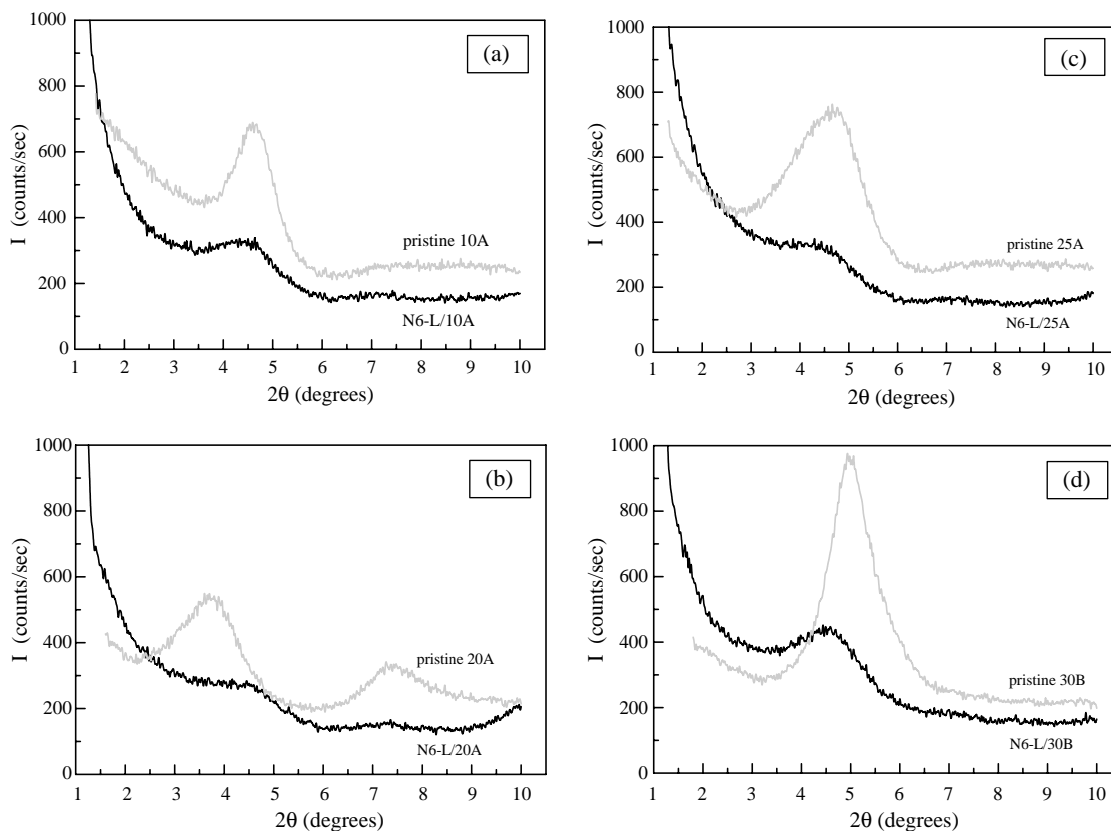 (a)
I (counts/sec)
1000
800
600
400
200
0
pristine 10A
N6-L/10A
1 2 3 4 5 6 7 8 9 10
2θ (degrees)
(c)
I (counts/sec)
1000
800
600
400
200
0
pristine 25A
N6-L/25A
1 2 3 4 5 6 7 8 9 10
2θ (degrees)
(b)
I (counts/sec)
1000
800
600
400
200
0
pristine 20A
N6-L/20A
1 2 3 4 5 6 7 8 9 10
2θ (degrees)
(d)
I (counts/sec)
1000
800
600
400
200
0
pristine 30B
N6-L/30B
1 2 3 4 5 6 7 8 9 10
2θ (degrees)